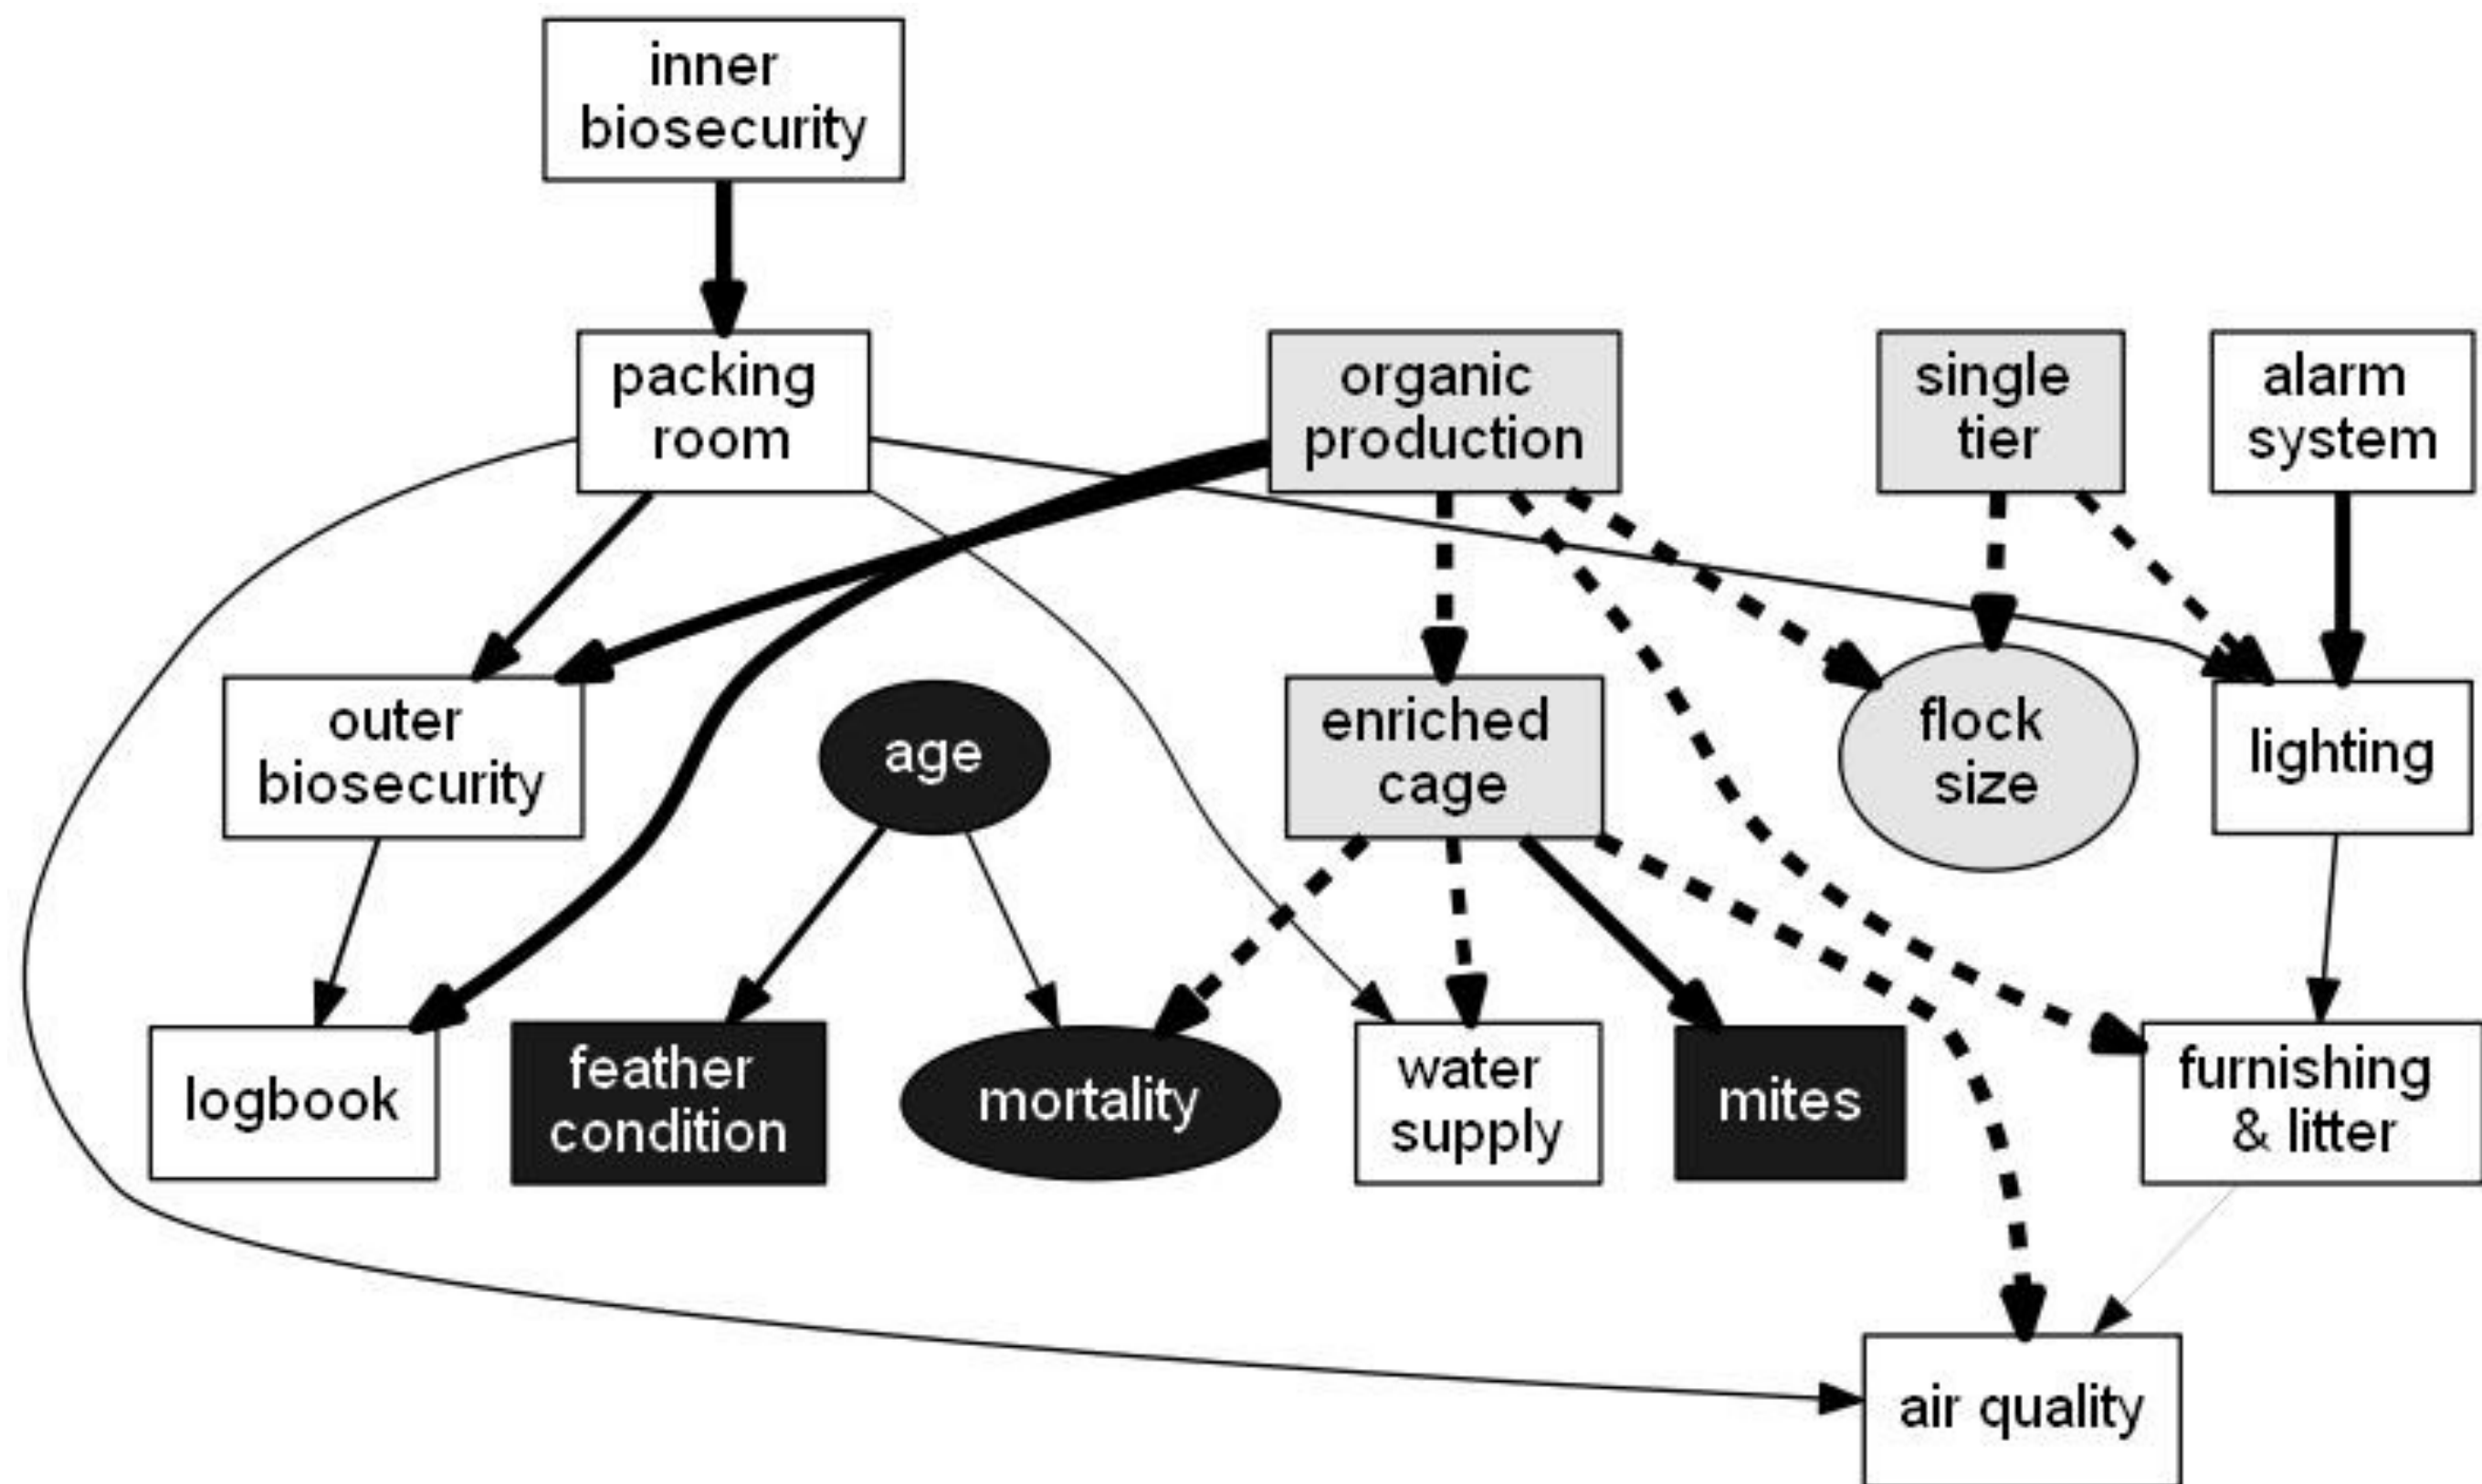 inner
biosecurity
packing
room
organic
production
single
tier
alarm
system
outer
biosecurity
age
enriched
cage
flock
size
lighting
logbook
feather
condition
mortality
water
supply
mites
furnishing
& litter
air quality